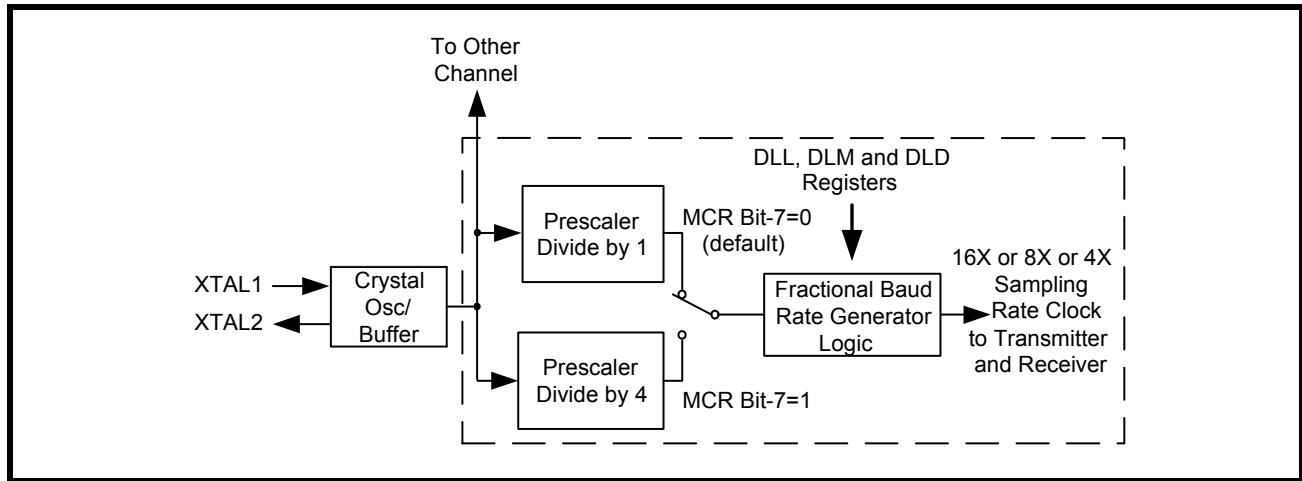 To Other
Channel
DLL, DLM and DLD
Registers
Prescaler
Divide by 1
MCR Bit-7=0
(default)
XTAL1
XTAL2
Crystal
Osc/
Buffer
Fractional Baud
Rate Generator
Logic
16X or 8X or 4X
Sampling
Rate Clock
to Transmitter
and Receiver
Prescaler
Divide by 4
MCR Bit-7=1